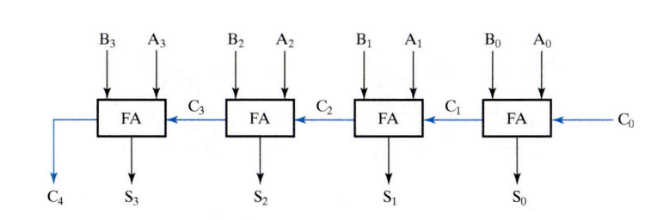 B₃ A₃ B₂ A₂ B₁ A₁ B₀ A₀
FA C₃ FA C₂ FA C₁ FA C₀
C₄ S₃ S₂ S₁ S₀